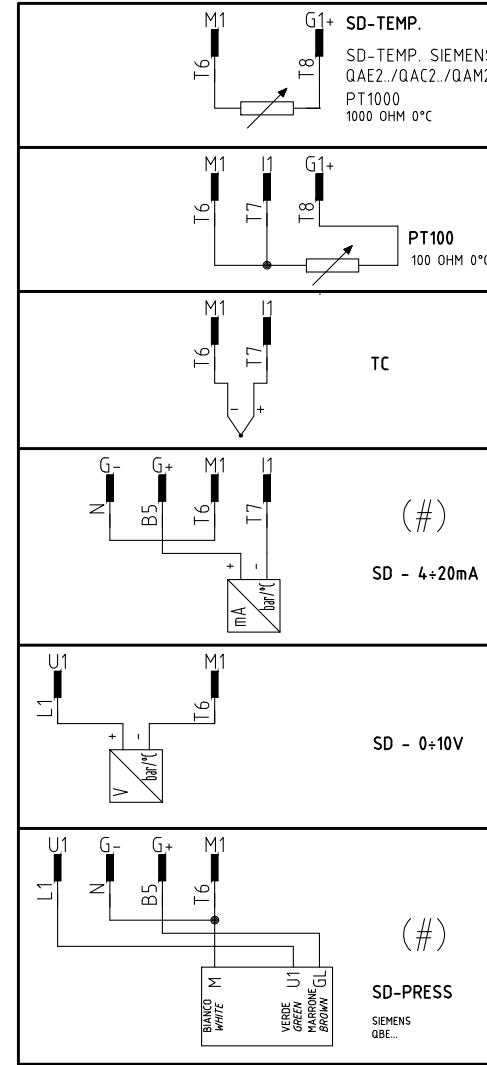 M1 G1+ SD-TEMP.
T6 T8 SD-TEMP. SIEMENS
QAE2../QAC2../QAM2
PT1000
1000 OHM 0°C
M1 I1 G1+
T6 T7 T8
PT100
100 OHM 0°C
M1 I1
T6 T7
TC
- +
G- G+ M1 I1
N B5 T6 T7
(#)
+ -
mA bar/°C
SD - 4÷20mA
U1 M1
L1 T6
+ -
V bar/°C
SD - 0÷10V
U1 G- G+ M1
L1 N B5 T6
(#)
M U1 GL
BIANCO
WHITE
VERDE
GREEN
MARRONE
BROWN
SD-PRESS
SIEMENS
QBE...